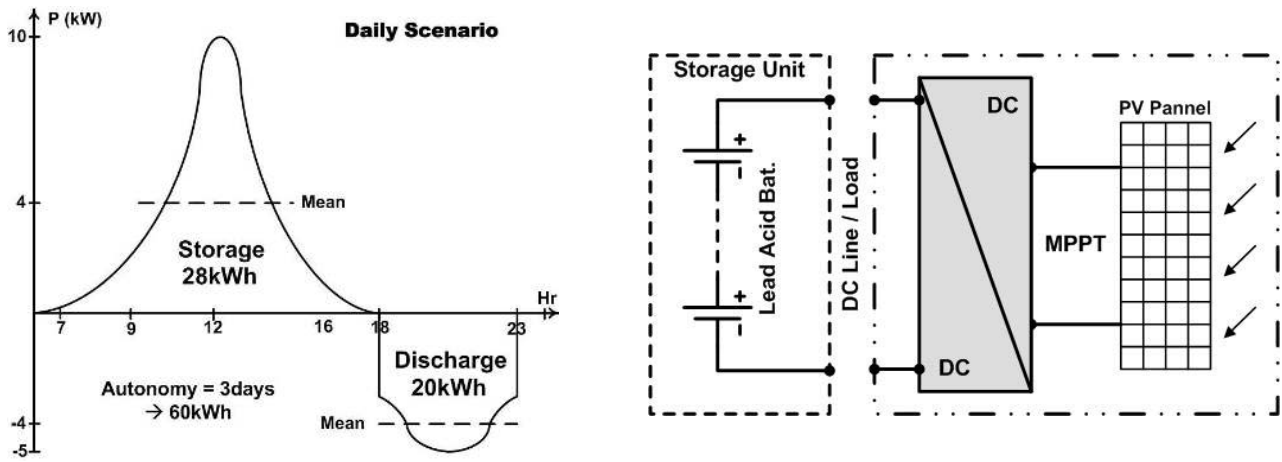 P (kW)
Daily Scenario
10
4
Mean
Storage
28kWh
Hr
7
9
12
16
18
23
Discharge
20kWh
Autonomy = 3days
→ 60kWh
Mean
-4
-5
Storage Unit
+
-
Lead Acid Bat.
+
-
DC Line / Load
DC
DC
MPPT
PV Pannel